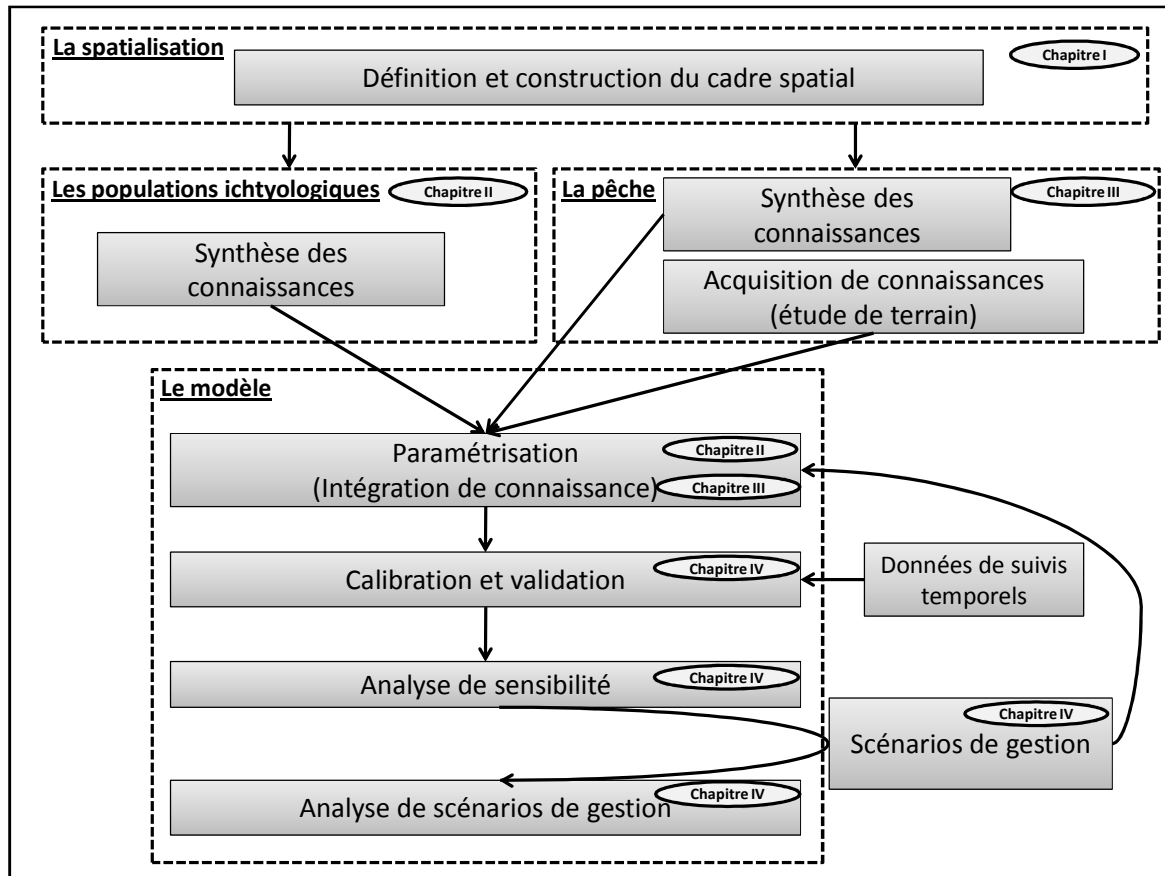 La spatialisation
Chapitre I
Définition et construction du cadre spatial
Les populations ichtyologiques
Chapitre II
Synthèse des
connaissances
La pêche
Chapitre III
Synthèse des
connaissances
Acquisition de connaissances
(étude de terrain)
Le modèle
Paramétrisation
(Intégration de connaissance)
Chapitre II
Chapitre III
Calibration et validation
Chapitre IV
Données de suivis
temporels
Analyse de sensibilité
Chapitre IV
Chapitre IV
Scénarios de gestion
Analyse de scénarios de gestion
Chapitre IV